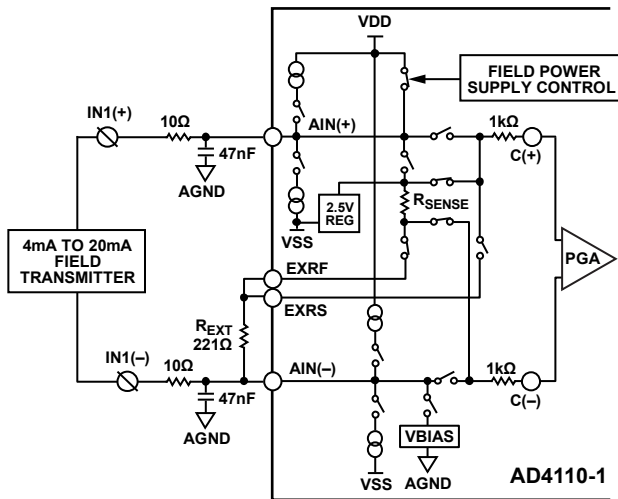 VDD
FIELD POWER
SUPPLY CONTROL
IN1(+)
10Ω
AIN(+)
1kΩ
C(+)
47nF
AGND
2.5V
REG
RSENSE
VSS
4mA TO 20mA
FIELD
TRANSMITTER
PGA
EXRF
EXRS
REXT
221Ω
IN1(–)
10Ω
AIN(–)
1kΩ
C(–)
47nF
AGND
VBIAS
VSS
AGND
AD4110-1